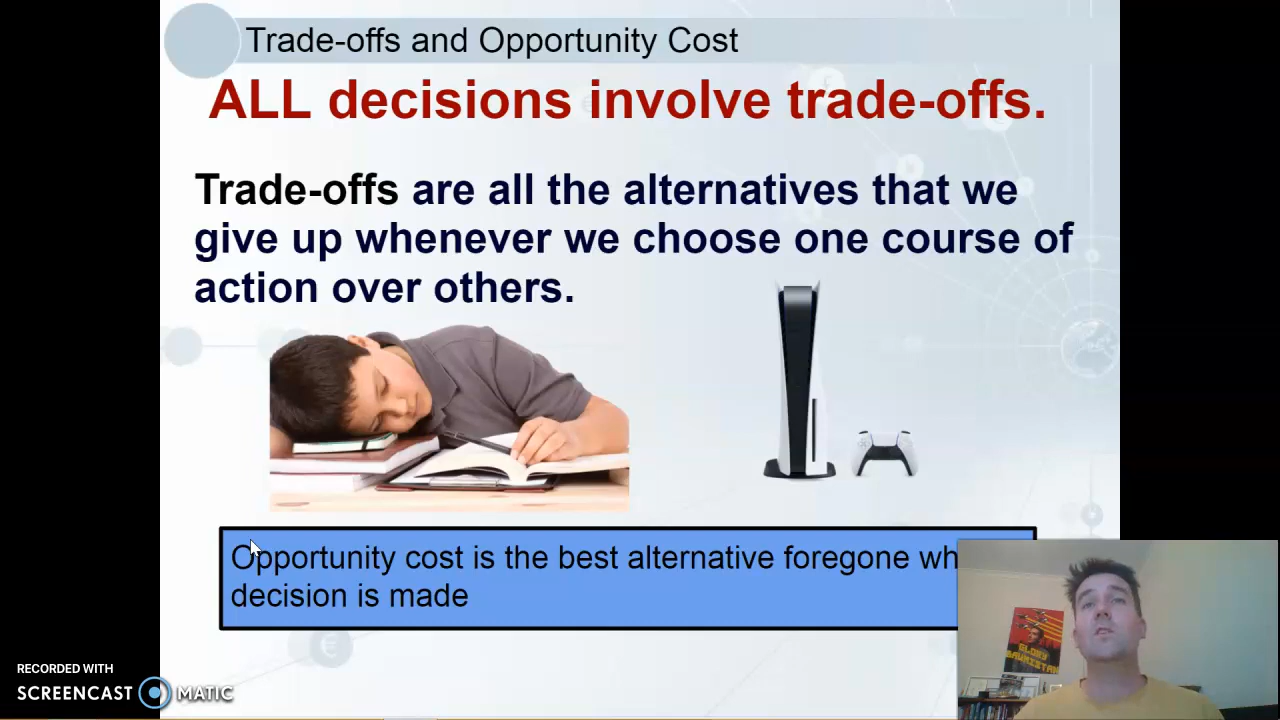 Trade-offs and Opportunity Cost
ALL decisions involve trade-offs.
Trade-offs are all the alternatives that we
give up whenever we choose one course of
action over others.
Opportunity cost is the best alternative foregone wh
decision is made
GLORY
RECORDED WITH
SCREENCAST MATIC